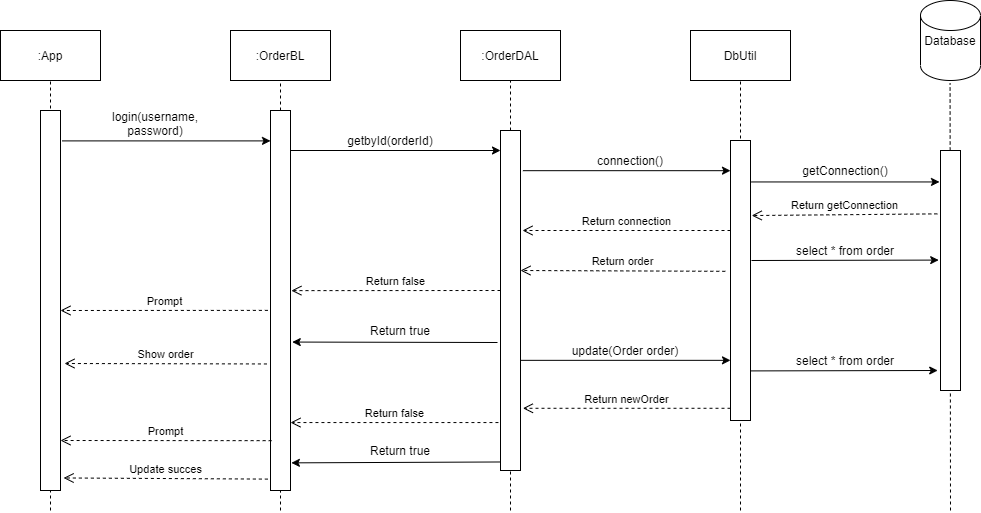 :App
:OrderBL
:OrderDAL
DbUtil
Database
login(username,
password)
getbyId(orderId)
connection()
getConnection()
Return getConnection
Return connection
select * from order
Return order
Return false
Prompt
Return true
Show order
update(Order order)
select * from order
Return newOrder
Return false
Prompt
Return true
Update succes